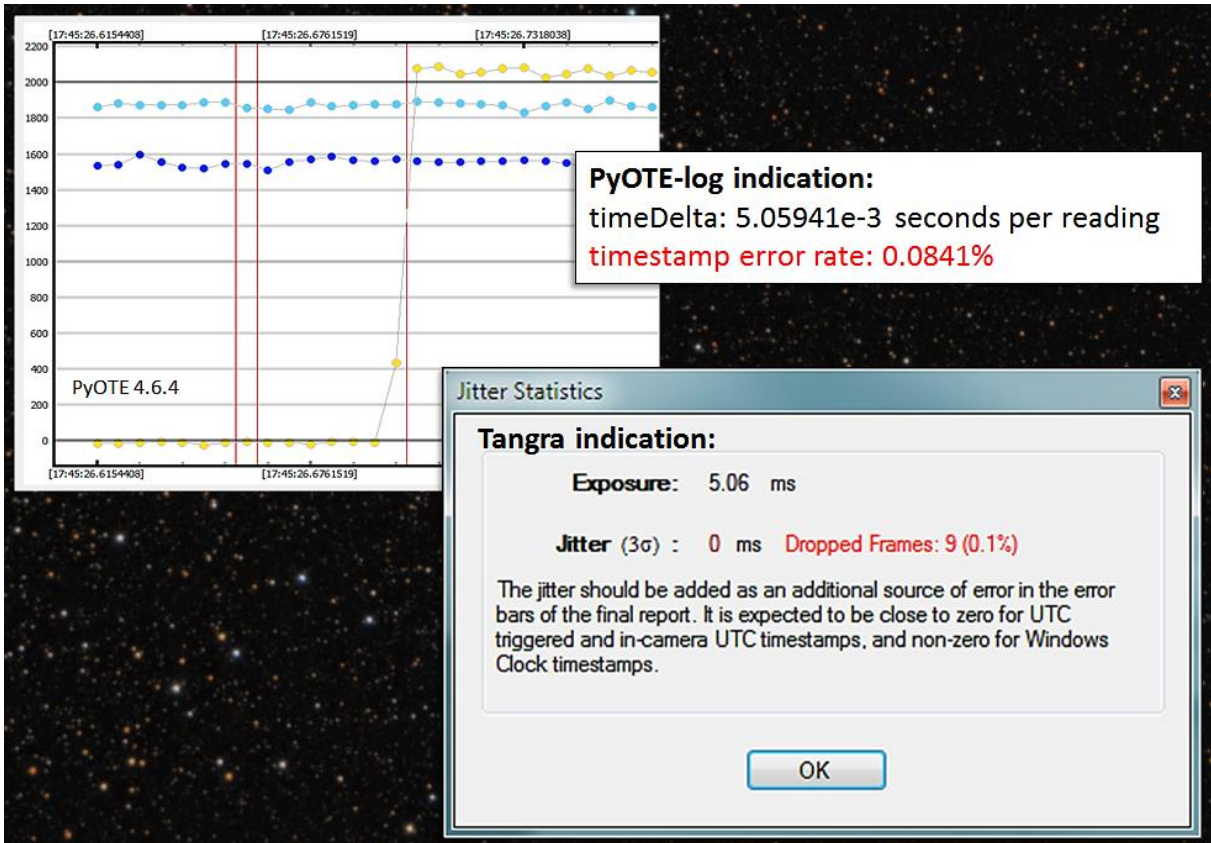 [17:45:26.6154408] [17:45:26.6761519] [17:45:26.7318038]
2200
2000
1800
1600
1400
1200
1000
800
600
400
200
0
PyOTE 4.6.4
[17:45:26.6154408] [17:45:26.6761519]
PyOTE-log indication:
timeDelta: 5.05941e-3 seconds per reading
timestamp error rate: 0.0841%
Jitter Statistics
Tangra indication:
Exposure: 5.06 ms
Jitter (3σ) : 0 ms Dropped Frames: 9 (0.1%)
The jitter should be added as an additional source of error in the error
bars of the final report. It is expected to be close to zero for UTC
triggered and in-camera UTC timestamps, and non-zero for Windows
Clock timestamps.
OK